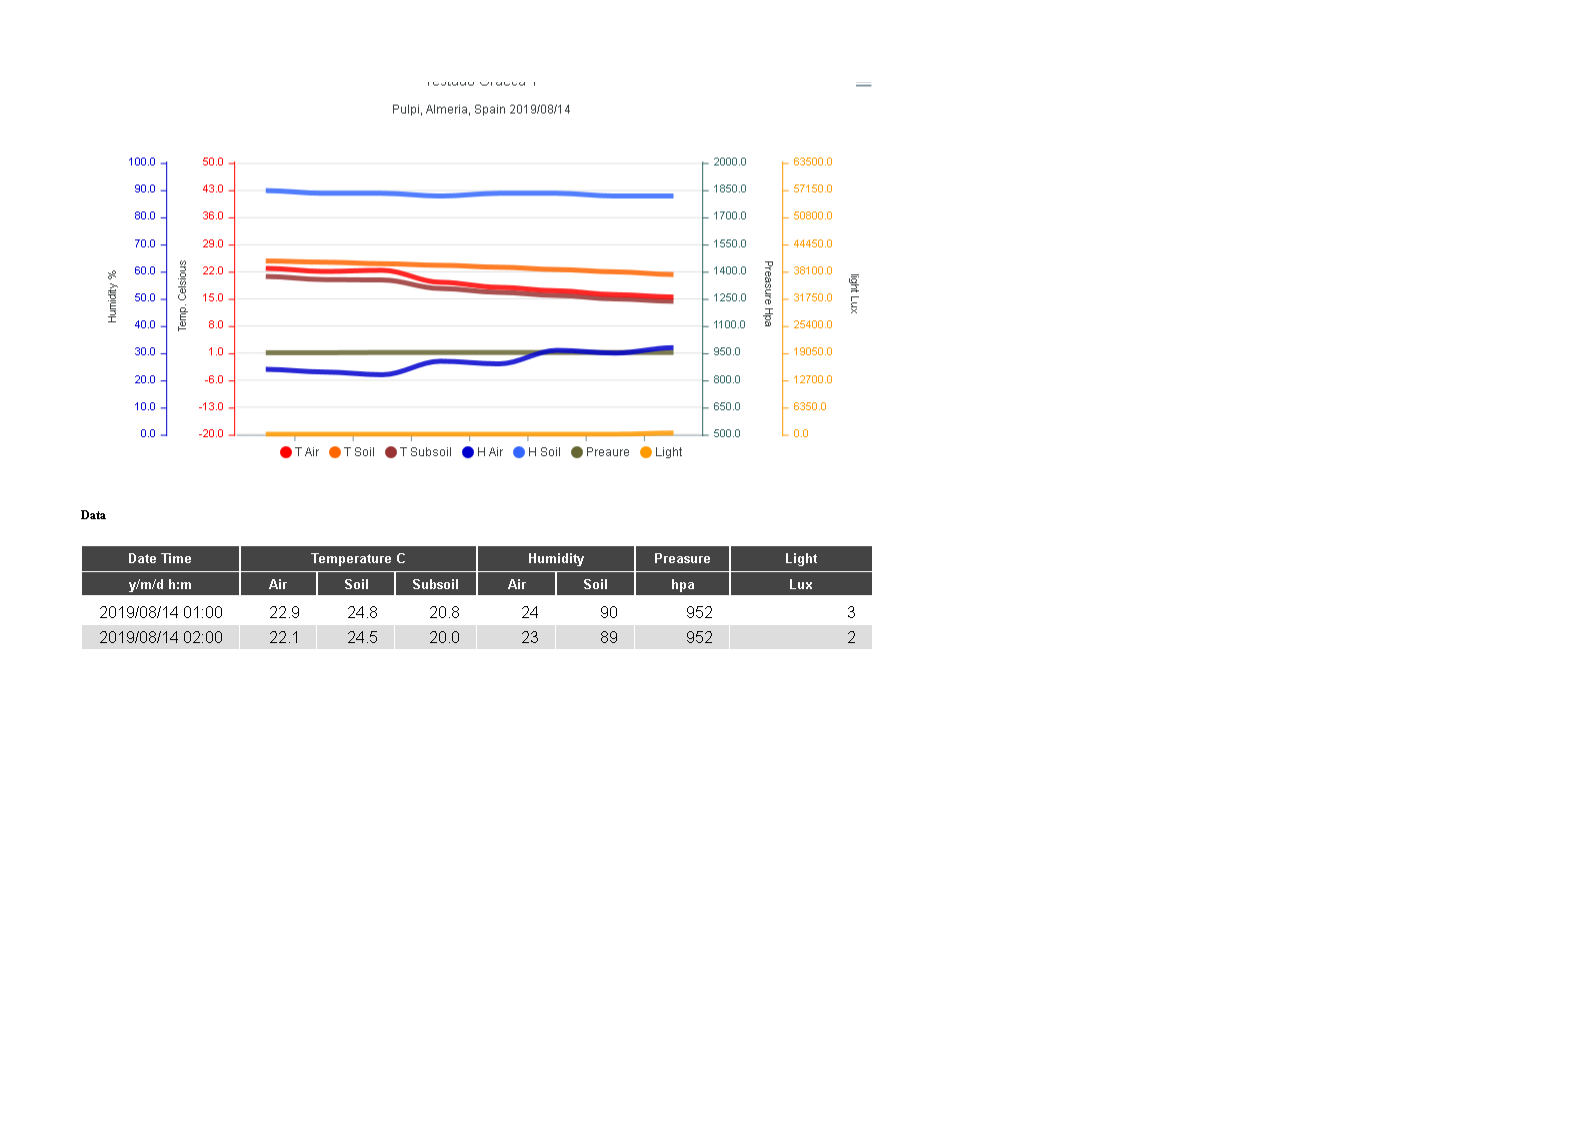 Pulpi, Almeria, Spain 2019/08/14
100.0 50.0 2000.0 63500.0
90.0 43.0 1850.0 57150.0
80.0 36.0 1700.0 50800.0
70.0 29.0 1550.0 44450.0
60.0 22.0 1400.0 38100.0
50.0 15.0 1250.0 31750.0
40.0 8.0 1100.0 25400.0
30.0 1.0 950.0 19050.0
20.0 -6.0 800.0 12700.0
10.0 -13.0 650.0 6350.0
0.0 -20.0 500.0 0.0
Humidity %
Temp. Celsious
Preasure Hpa
light Lux
T Air T Soil T Subsoil H Air H Soil Preaure Light
Data
Date Time Temperature C Humidity Preasure Light
y/m/d h:m Air Soil Subsoil Air Soil hpa Lux
2019/08/14 01:00 22.9 24.8 20.8 24 90 952 3
2019/08/14 02:00 22.1 24.5 20.0 23 89 952 2